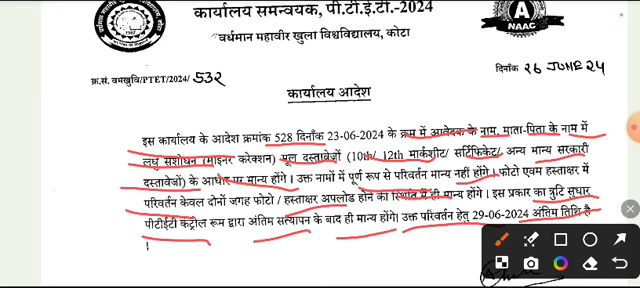 कार्यालय समन्वयक, पी.टी.ई.टी.-2024
"वर्धमान महावीर खुला विश्वविद्यालय, कोटा
A
NAAC
क्र.सं. वमखुवि/PTET/2024/532
दिनांक 26 JUNE 24
कार्यालय आदेश
इस कार्यालय के आदेश क्रमांक 528 दिनाँक 23-06-2024 के क्रम में आवेदक के नाम, माता-पिता के नाम में
लघु संशोधन (माइनर करेक्शन) मूल दस्तावेजों (10th/ 12th मार्कशीट/ सर्टिफिकेट/ अन्य मान्य सरकारी
दस्तावेजों) के आधार पर मान्य होंगे। उक्त नामों में पूर्ण रूप से परिवर्तन मान्य नहीं होंगे। फोटो एवम हस्ताक्षर में
परिवर्तन केवल दोनों जगह फोटो / हस्ताक्षर अपलोड होने की स्थिति में ही मान्य होंगे। इस प्रकार का त्रुटि सुधार
पीटीईटी कंट्रोल रूम द्वारा अंतिम सत्यापन के बाद ही मान्य होंगे। उक्त परिवर्तन हेतु 29-06-2024 अंतिम तिथि है
।